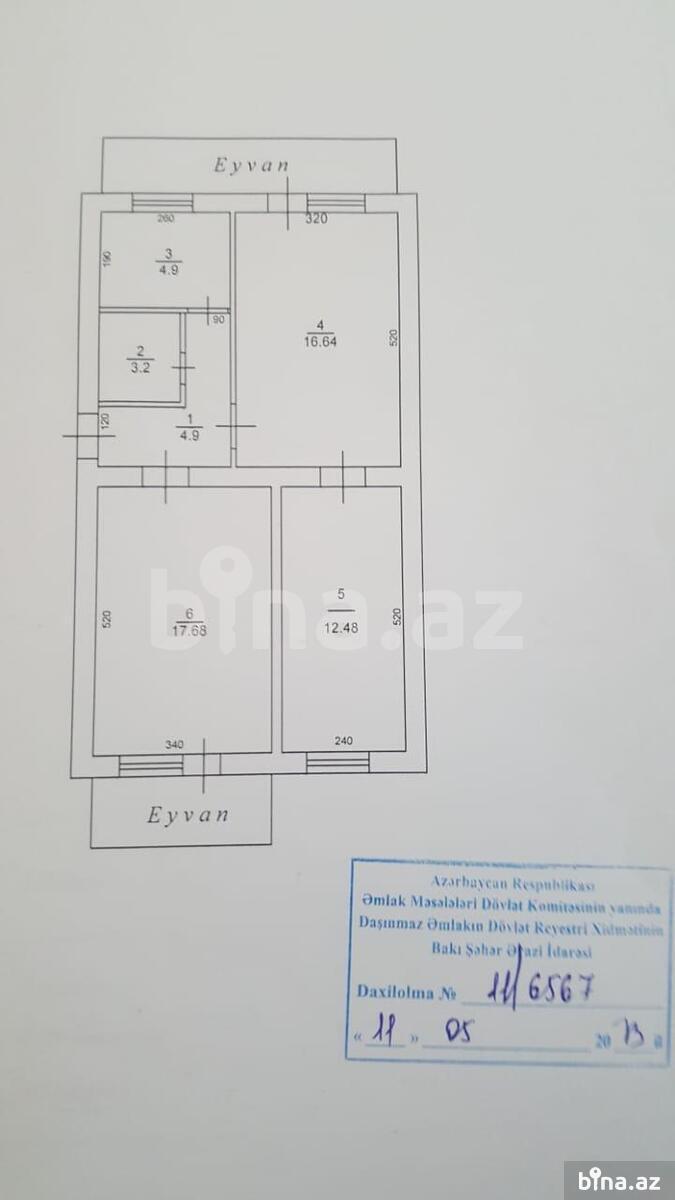 Eyvan
260
320
190
3
4.9
90
4
16.64
520
2
3.2
120
1
4.9
5
12.48
520
6
17.68
520
bina.az
340
240
Eyvan
Azərbaycan Respublikası
Əmlak Məsələləri Dövlət Komitəsinin yanında
Daşınmaz Əmlakın Dövlət Reyestri Xidmətinin
Bakı Şəhər Ərazi İdarəsi
Daxilolma № 11/6567
« 11 » 05 2013 il
bina.az